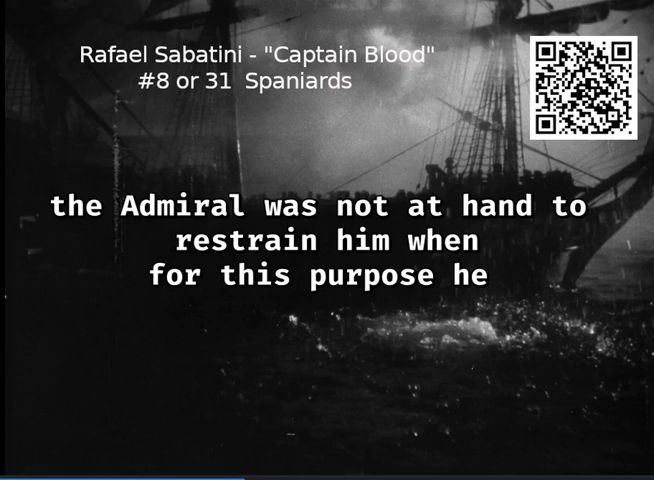 Rafael Sabatini - "Captain Blood"
#8 or 31  Spaniards
the Admiral was not at hand to
restrain him when
for this purpose he